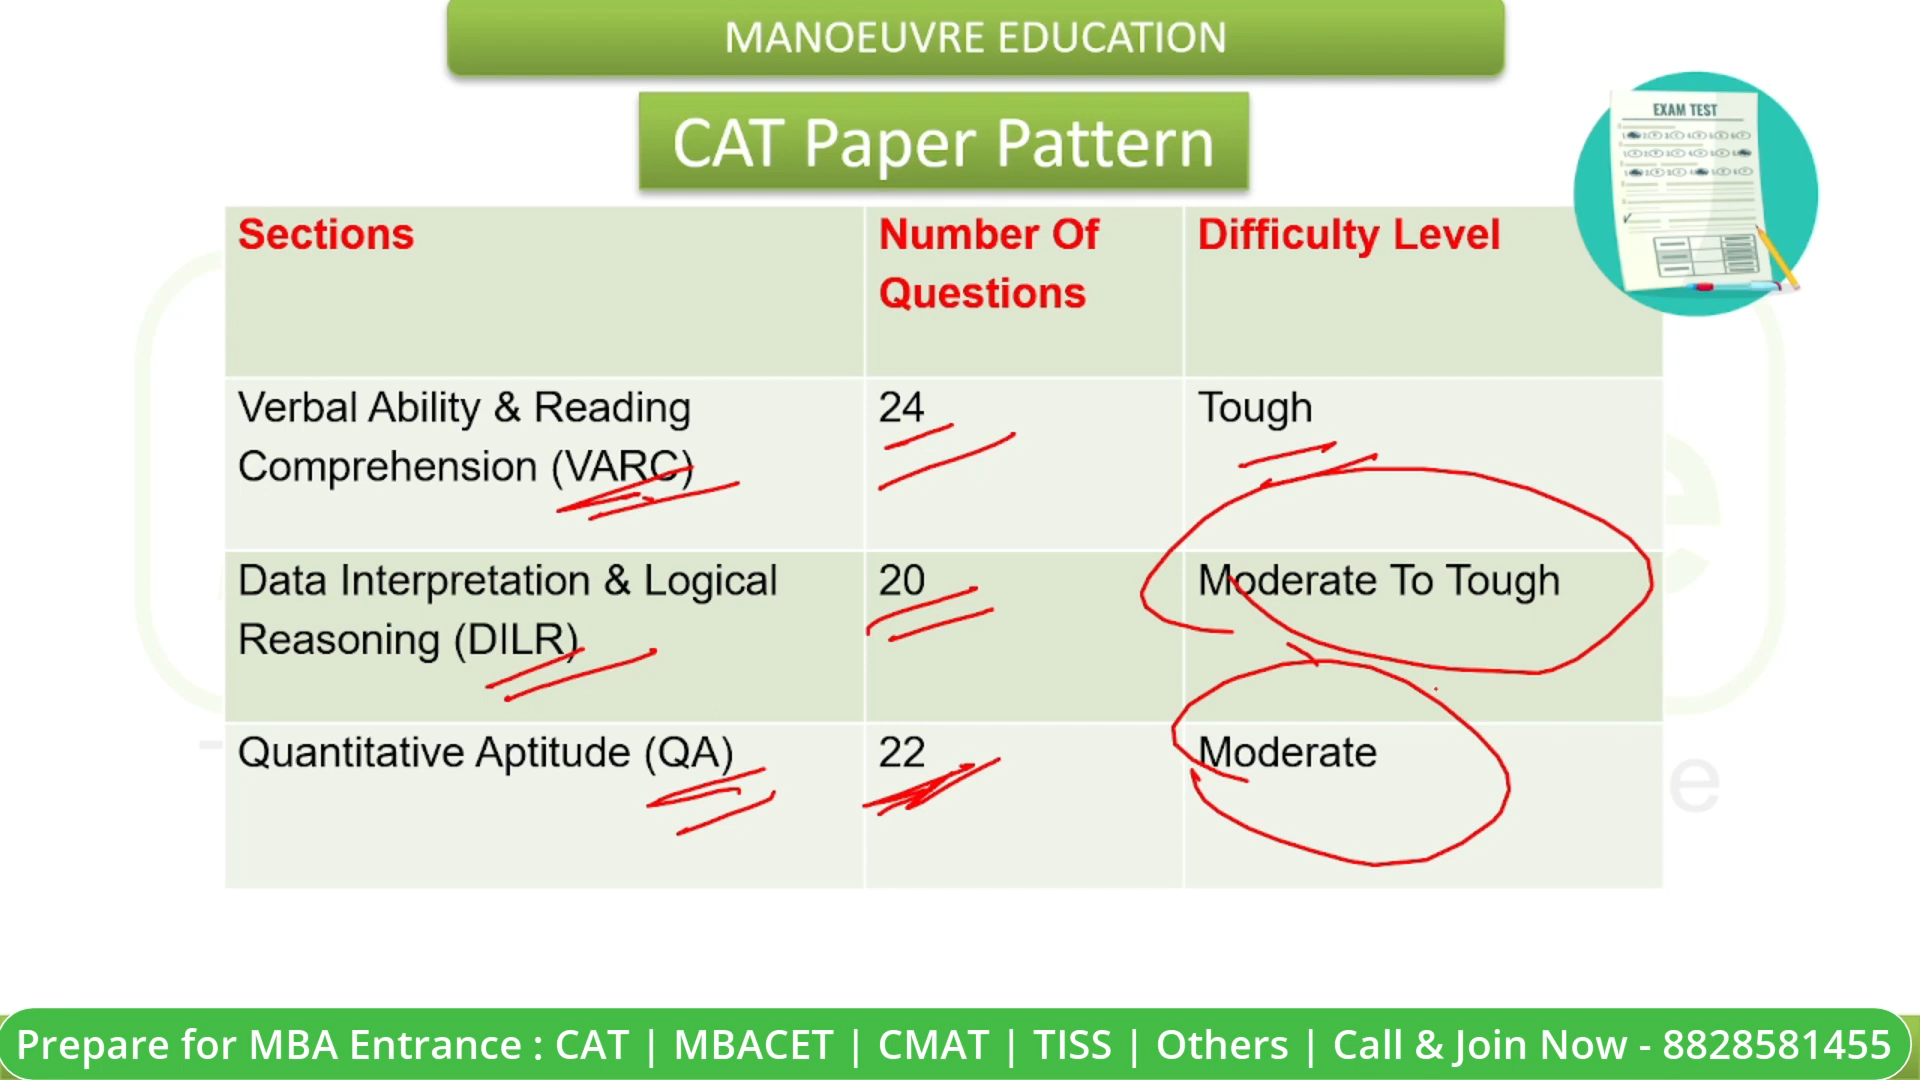 MANOEUVRE EDUCATION
CAT Paper Pattern
EXAM TEST
Sections
Number Of
Questions
Difficulty Level
Verbal Ability & Reading
Comprehension (VARC)
24
Tough
Data Interpretation & Logical
Reasoning (DILR)
20
Moderate To Tough
Quantitative Aptitude (QA)
22
Moderate
Prepare for MBA Entrance : CAT | MBACET | CMAT | TISS | Others | Call & Join Now - 8828581455